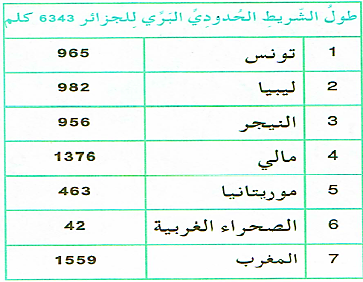 طولُ الشّريطِ الحُدودِيُ البَرِّي لِلجزائر 6343 كلم
1 تونس 965
2 ليبيا 982
3 النيجر 956
4 مالي 1376
5 موريتانيا 463
6 الصحراء الغربية 42
7 المغرب 1559